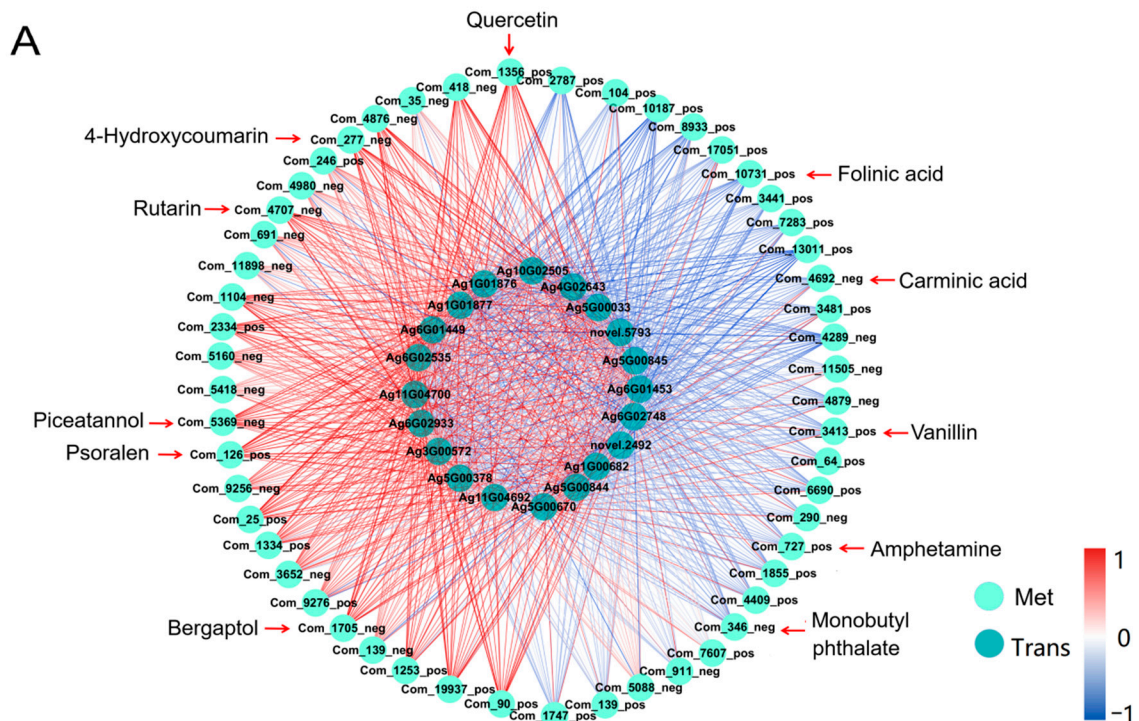 A
Quercetin
4-Hydroxycoumarin
Rutarin
Piceatannol
Psoralen
Bergaptol
Folinic acid
Carminic acid
Vanillin
Amphetamine
Monobutyl
phthalate
Com_1356_pos
Com_2787_pos
Com_104_pos
Com_10187_pos
Com_8933_pos
Com_17051_pos
Com_10731_pos
Com_3441_pos
Com_7283_pos
Com_13011_pos
Com_4692_neg
Com_3481_pos
Com_4289_neg
Com_11505_neg
Com_4879_neg
Com_3413_pos
Com_64_pos
Com_6690_pos
Com_290_neg
Com_727_pos
Com_1855_pos
Com_4409_pos
Com_346_neg
Com_7607_pos
Com_911_neg
Com_5088_neg
Com_139_pos
Com_1747_pos
Com_90_pos
Com_19937_pos
Com_1253_pos
Com_139_neg
Com_1705_neg
Com_9276_pos
Com_3652_neg
Com_1334_pos
Com_25_pos
Com_9256_neg
Com_126_pos
Com_5369_neg
Com_5418_neg
Com_5160_neg
Com_2334_pos
Com_1104_neg
Com_11898_neg
Com_691_neg
Com_4707_neg
Com_4980_neg
Com_246_pos
Com_277_neg
Com_4876_neg
Com_35_neg
Com_418_neg
Ag10G02505
Ag4G02643
Ag5G00033
novel.5793
Ag5G00845
Ag6G01453
Ag6G02748
novel.2492
Ag1G00682
Ag5G00844
Ag5G00670
Ag11G04692
Ag5G00378
Ag3G00572
Ag6G02933
Ag11G04700
Ag6G02535
Ag6G01449
Ag1G01877
Ag1G01876
Met
Trans
1
0
−1